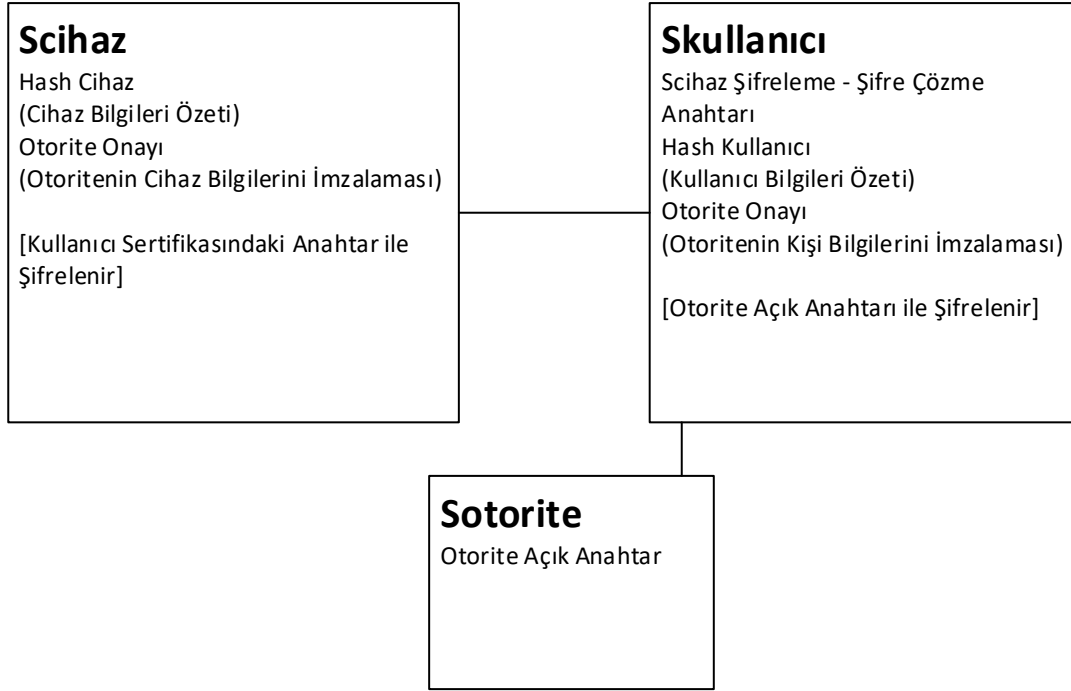 Scihaz
Hash Cihaz
(Cihaz Bilgileri Özeti)
Otorite Onayı
(Otoritenin Cihaz Bilgilerini İmzalaması)
[Kullanıcı Sertifikasındaki Anahtar ile
Şifrelenir]
Skullanıcı
Scihaz Şifreleme - Şifre Çözme
Anahtarı
Hash Kullanıcı
(Kullanıcı Bilgileri Özeti)
Otorite Onayı
(Otoritenin Kişi Bilgilerini İmzalaması)
[Otorite Açık Anahtarı ile Şifrelenir]
Sotorite
Otorite Açık Anahtar